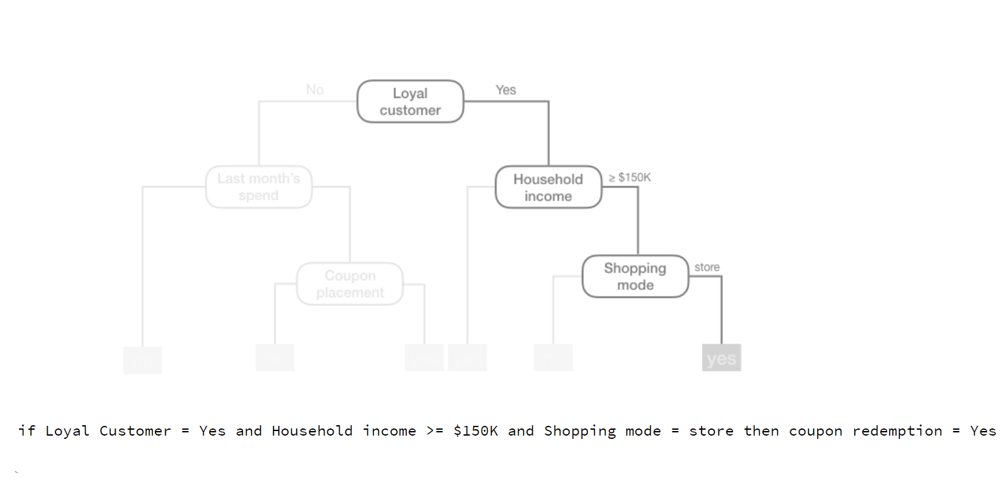 No
Loyal
customer
Yes
Last month's
spend
Household
income
≥ $150K
Coupon
placement
Shopping
mode
store
yes
if Loyal Customer = Yes and Household income >= $150K and Shopping mode = store then coupon redemption = Yes